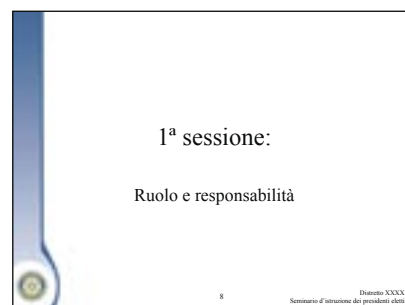 1ª sessione:
Ruolo e responsabilità
8
Distretto XXXX
Seminario d'istruzione dei presidenti eletti